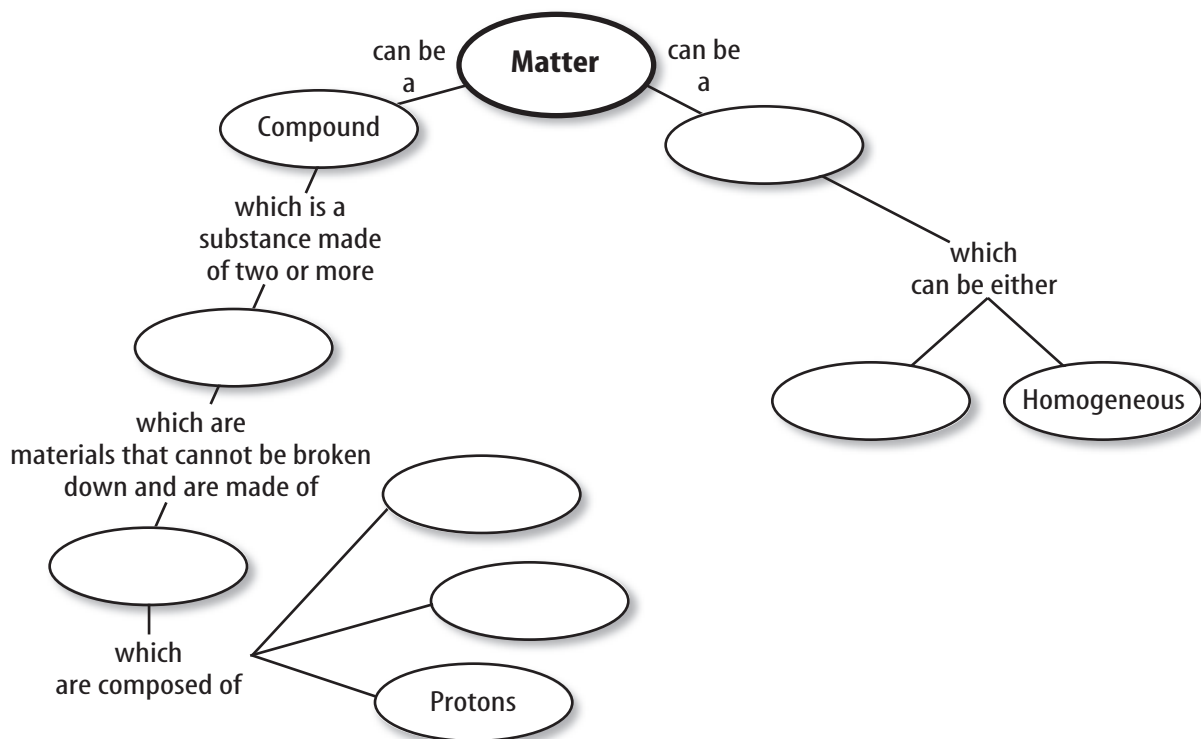 can be
a
Matter
can be
a
Compound
which is a
substance made
of two or more
which
can be either
Homogeneous
which are
materials that cannot be broken
down and are made of
which
are composed of
Protons